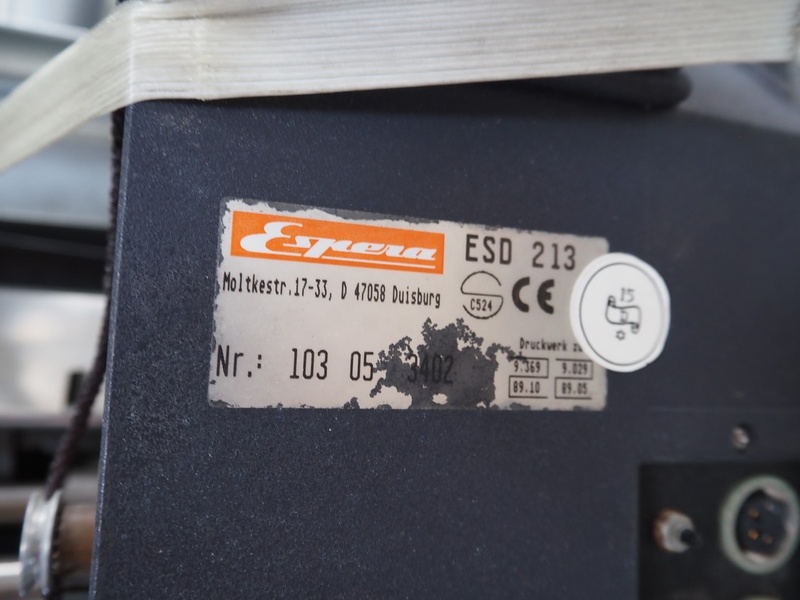 Espera
ESD 213
Moltkestr.17-33, D 47058 Duisburg
C524
CE
15
D
Druckwerk
Nr.: 103 05 3402
9.369 9.029
89.10 89.05